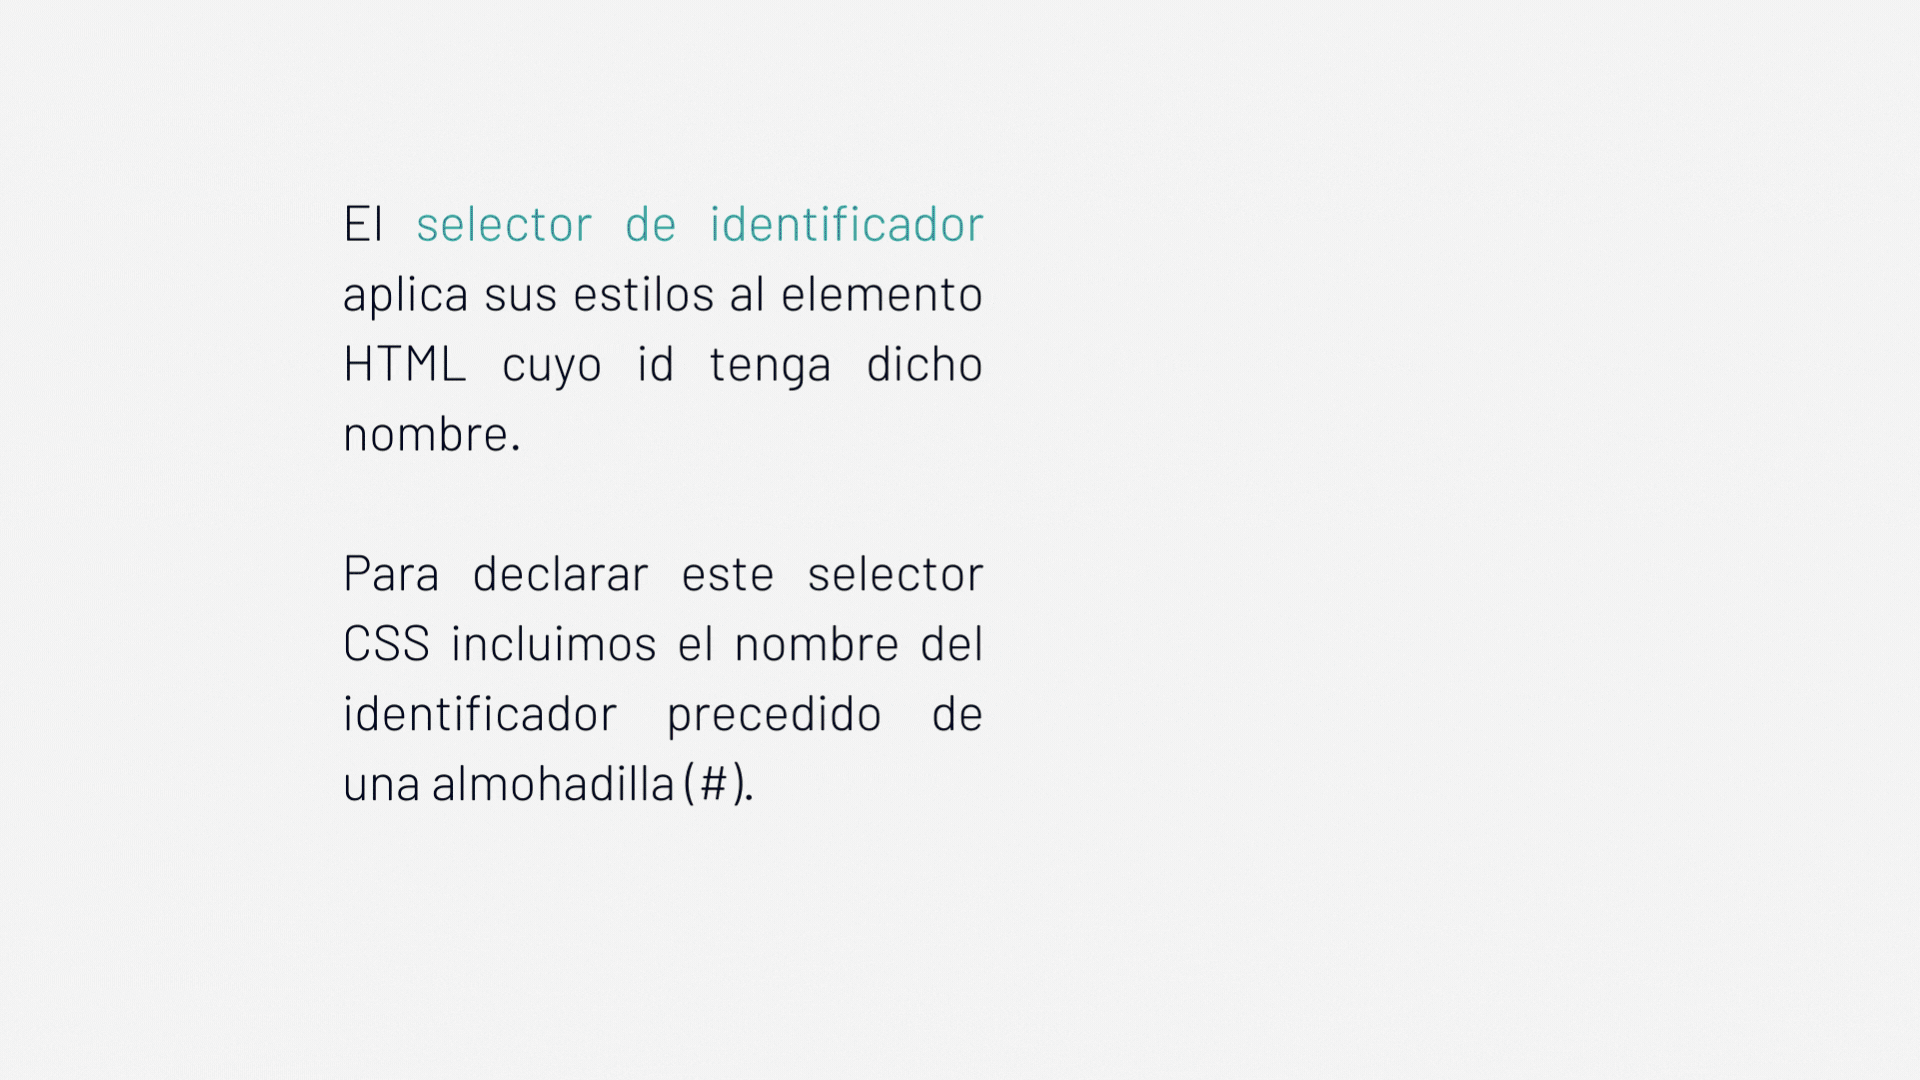 El selector de identificador
aplica sus estilos al elemento
HTML cuyo id tenga dicho
nombre.
Para declarar este selector
CSS incluimos el nombre del
identificador precedido de
una almohadilla (#).